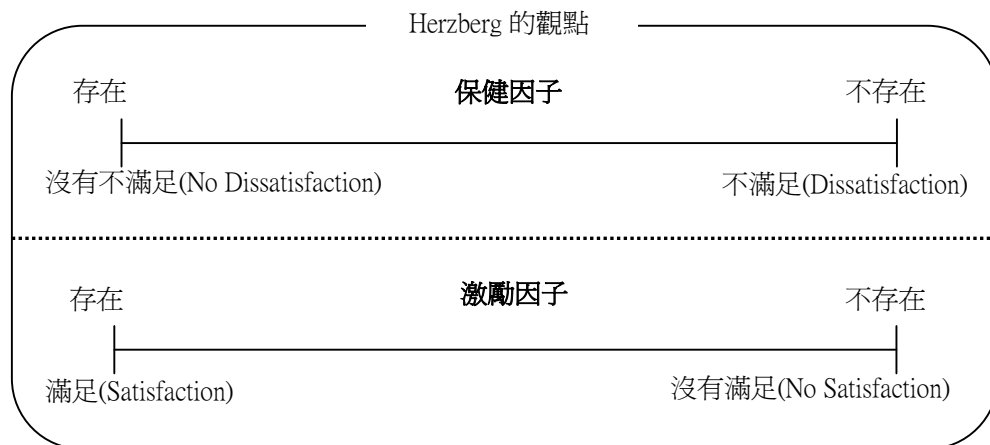 Herzberg 的觀點
存在 保健因子 不存在
沒有不滿足(No Dissatisfaction) 不滿足(Dissatisfaction)
存在 激勵因子 不存在
滿足(Satisfaction) 沒有滿足(No Satisfaction)